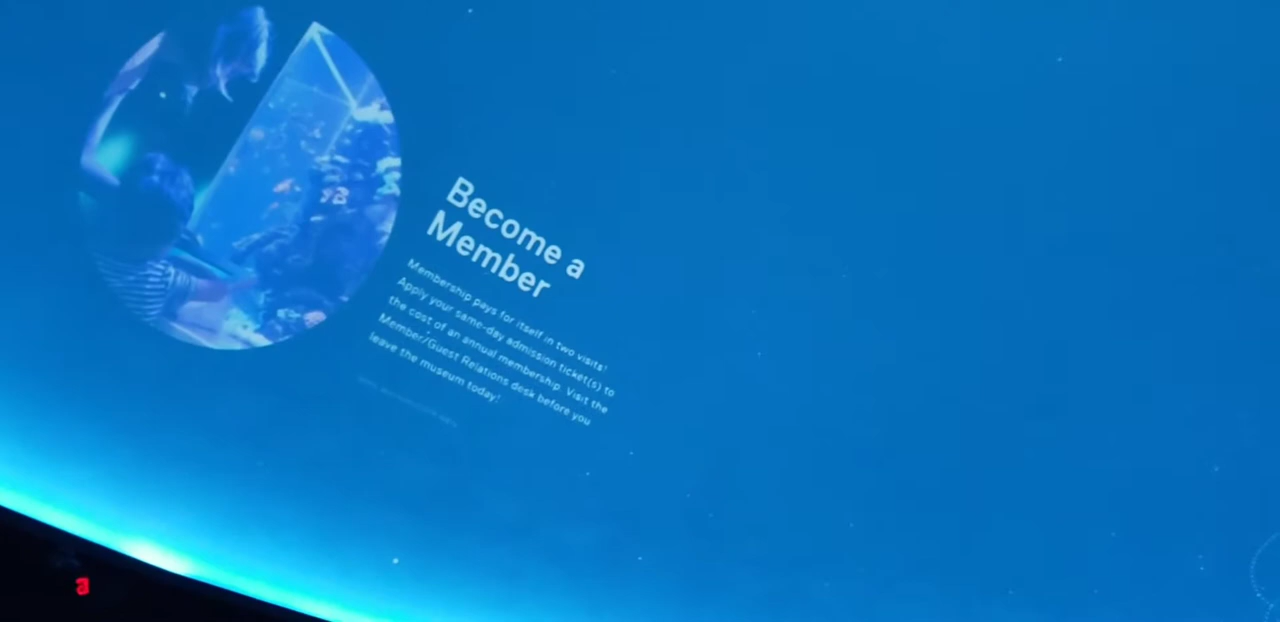 Become a
Member
Membership pays for itself in two visits!
Apply your same-day admission ticket(s) to
the cost of an annual membership. Visit the
Member/Guest Relations desk before you
leave the museum today!